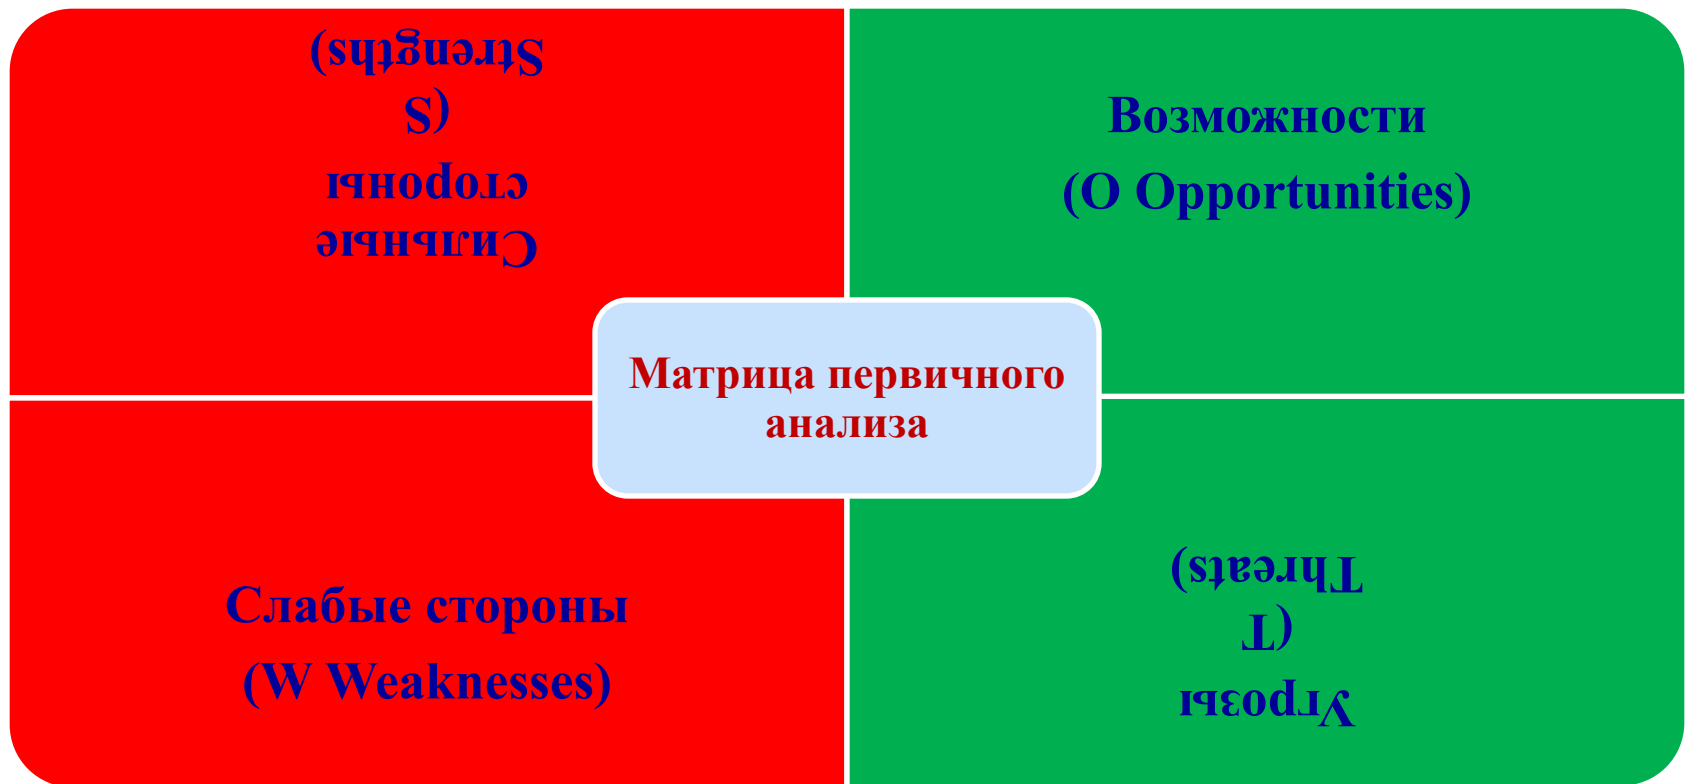 Сильные
стороны
(S
Strengths)
Возможности
(O Opportunities)
Матрица первичного
анализа
Слабые стороны
(W Weaknesses)
Угрозы
(T
Threats)